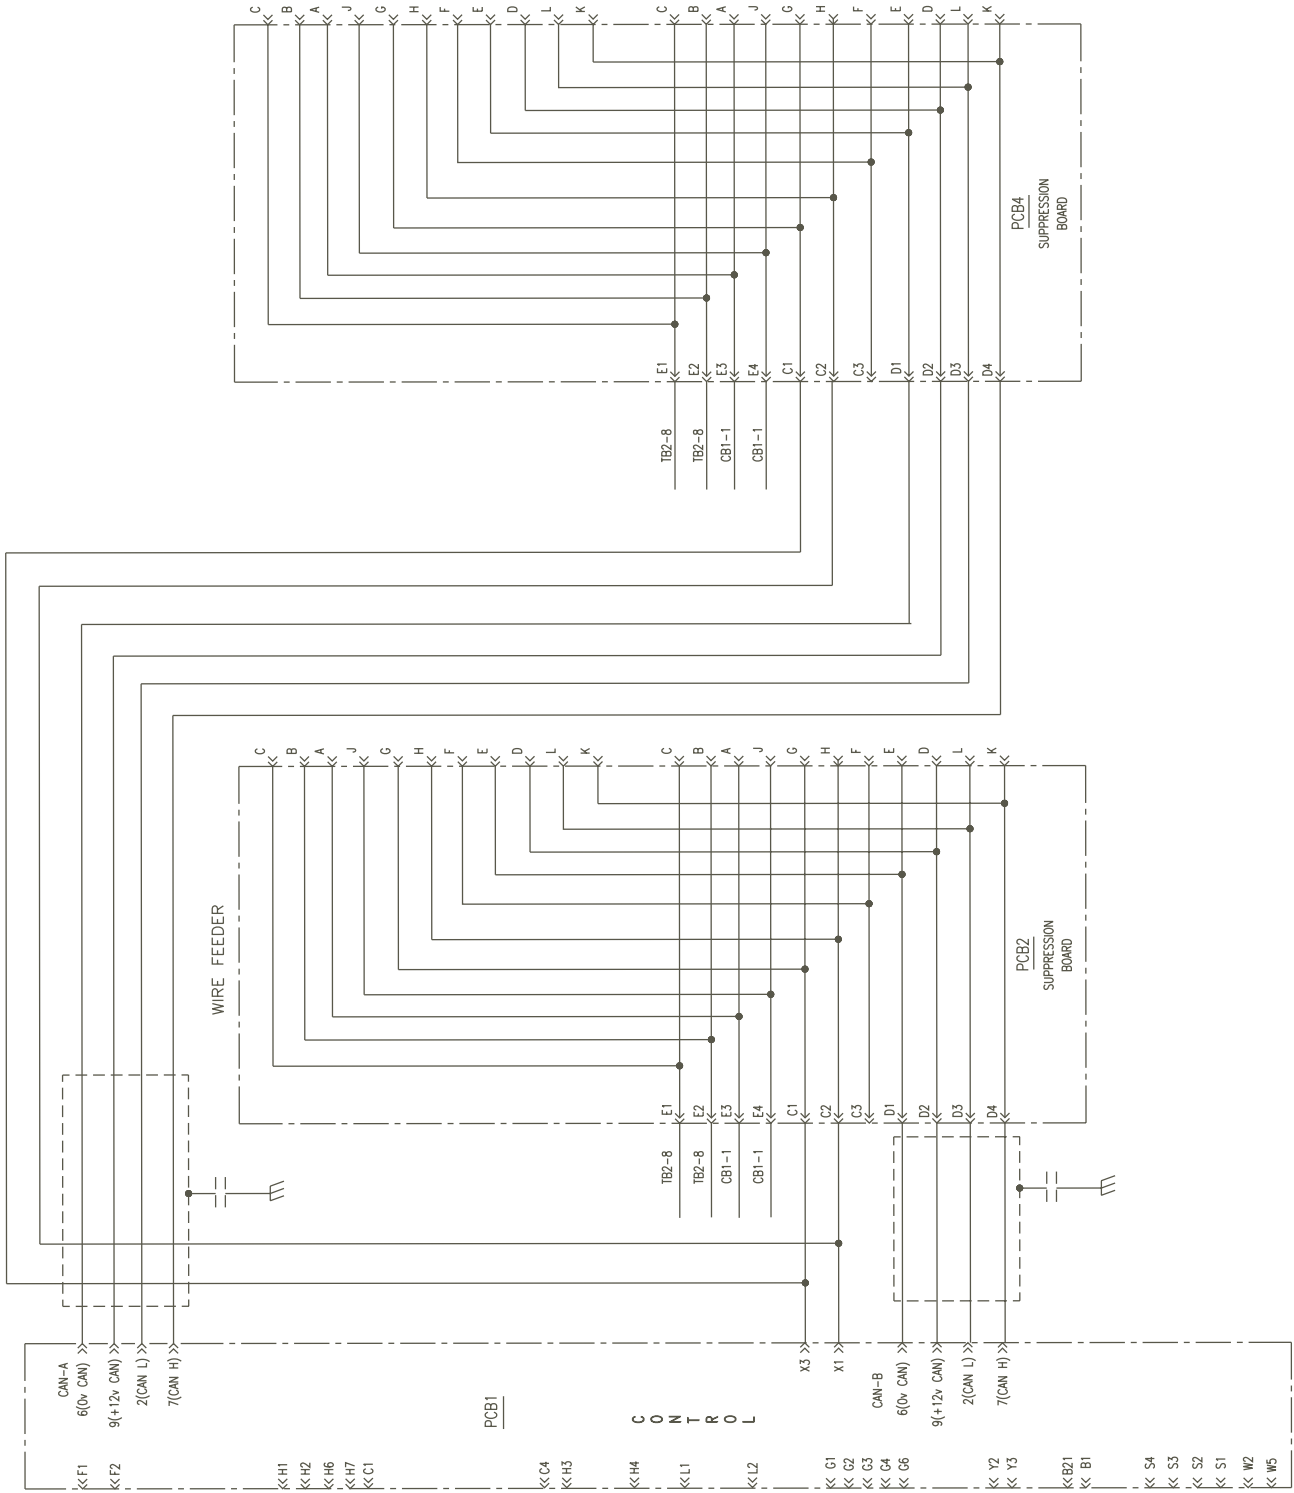 C B A J G H F E D L K C B A J G H F E D L K
PCB4
SUPPRESSION
BOARD
E1 E2 E3 E4 C1 C2 C3 D1 D2 D3 D4
TB2-8 TB2-8 CB1-1 CB1-1
C B A J G H F E D L K C B A J G H F E D L K
WIRE FEEDER
PCB2
SUPPRESSION
BOARD
E1 E2 E3 E4 C1 C2 C3 D1 D2 D3 D4
TB2-8 TB2-8 CB1-1 CB1-1
CAN-A
6(0v CAN)
9(+12v CAN)
2(CAN L)
7(CAN H)
X3 X1
CAN-B
6(0v CAN)
9(+12v CAN)
2(CAN L)
7(CAN H)
PCB1
CONTROL
F1 F2 H1 H2 H6 H7 C1 C4 H3 H4 L1 L2 G1 G2 G3 G4 G6 Y2 Y3 B21 B1 S4 S3 S2 S1 W2 W5